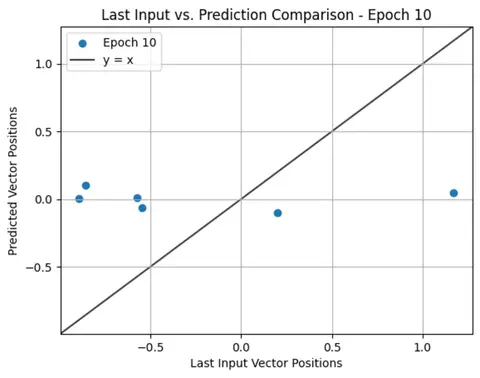 Last Input vs. Prediction Comparison - Epoch 10
Epoch 10
y = x
1.0
0.5
0.0
−0.5
Predicted Vector Positions
−0.5
0.0
0.5
1.0
Last Input Vector Positions